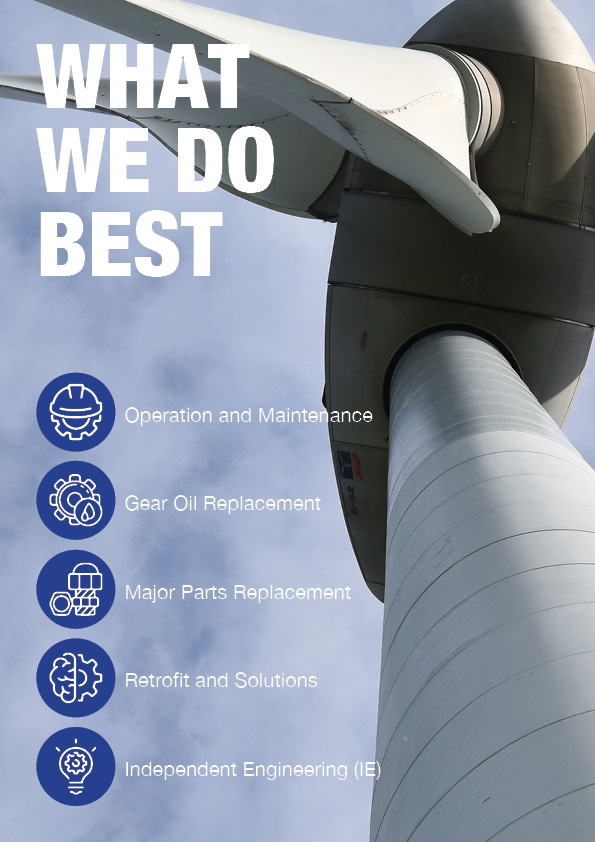 WHAT
WE DO
BEST
Operation and Maintenance
Gear Oil Replacement
Major Parts Replacement
Retrofit and Solutions
Independent Engineering (IE)